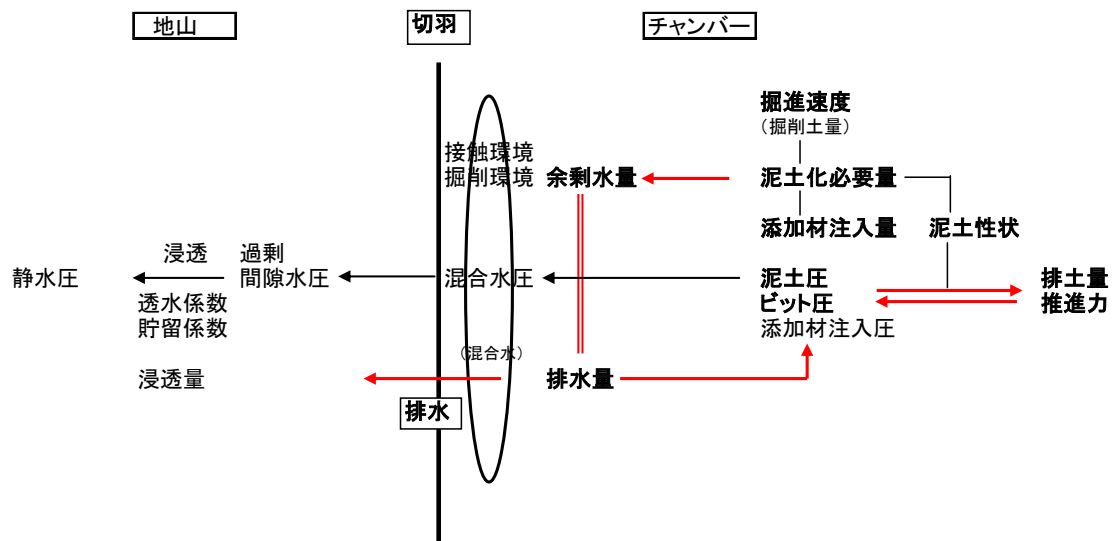 地山
切羽
チャンバー
掘進速度
（掘削土量）
接触環境
掘削環境
余剰水量
泥土化必要量
添加材注入量
泥土性状
静水圧
浸透
透水係数
貯留係数
過剰
間隙水圧
混合水圧
泥土圧
ビット圧
添加材注入圧
排土量
推進力
（混合水）
浸透量
排水量
排水